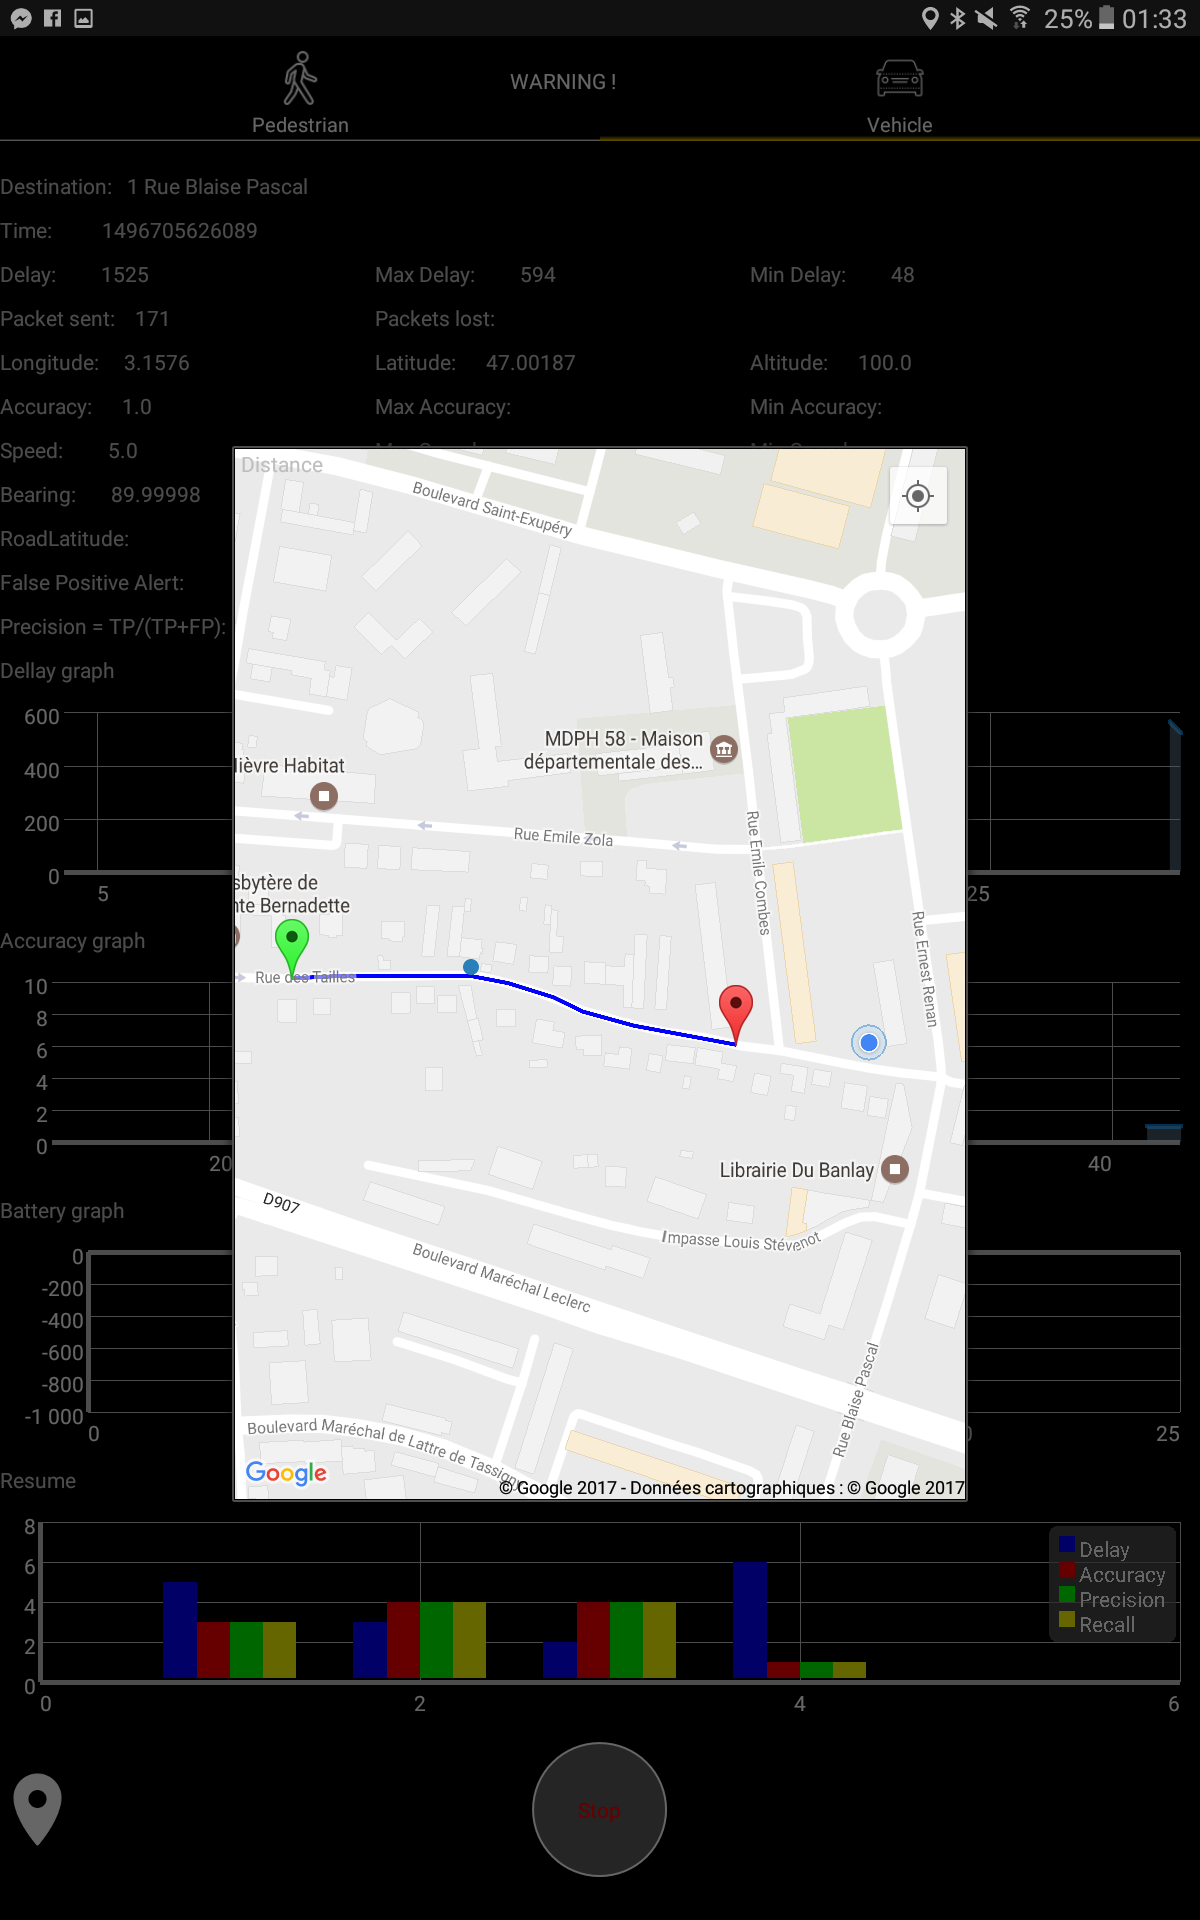 25% 01:33
WARNING !
Pedestrian
Vehicle
Destination: 1 Rue Blaise Pascal
Time: 1496705626089
Delay: 1525 Max Delay: 594 Min Delay: 48
Packet sent: 171 Packets lost:
Longitude: 3.1576 Latitude: 47.00187 Altitude: 100.0
Accuracy: 1.0 Max Accuracy: Min Accuracy:
Speed: 5.0
Bearing: 89.99998
RoadLatitude:
False Positive Alert:
Precision = TP/(TP+FP):
Dellay graph
600
400
200
0
5
25
Accuracy graph
10
8
6
4
2
0
20
40
Battery graph
0
-200
-400
-600
-800
-1 000
0
25
Distance
Boulevard Saint-Exupéry
MDPH 58 - Maison
départementale des...
ièvre Habitat
Rue Emile Zola
Rue Emile Combes
sbytère de
nte Bernadette
Rue des Tailles
Rue Ernest Renan
Librairie Du Banlay
D907
Impasse Louis Stévenot
Boulevard Maréchal Leclerc
Rue Blaise Pascal
Boulevard Maréchal de Lattre de Tassigny
Google
© Google 2017 - Données cartographiques : © Google 2017
Resume
8
6
4
2
0
0 2 4 6
Delay
Accuracy
Precision
Recall
Stop